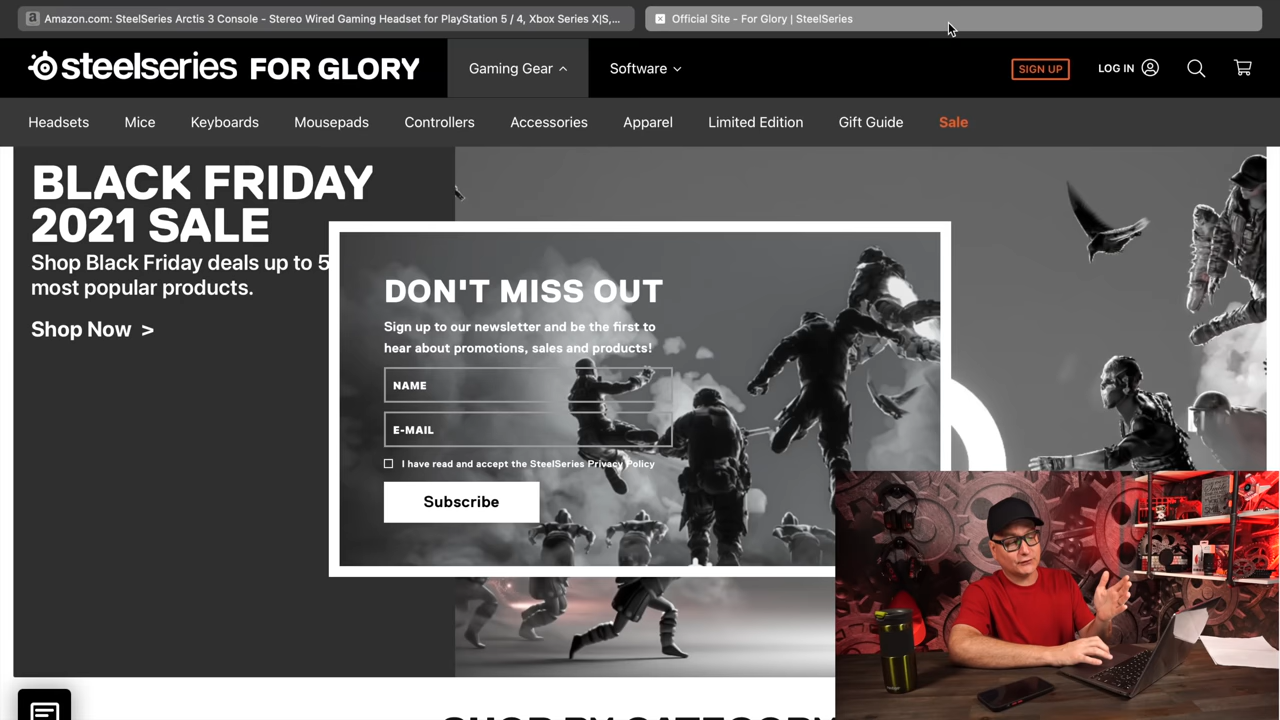 Amazon.com: SteelSeries Arctis 3 Console - Stereo Wired Gaming Headset for PlayStation 5 / 4, Xbox Series X|S,...
Official Site - For Glory | SteelSeries
steelseries FOR GLORY
Gaming Gear
Software
SIGN UP
LOG IN
Headsets
Mice
Keyboards
Mousepads
Controllers
Accessories
Apparel
Limited Edition
Gift Guide
Sale
BLACK FRIDAY
2021 SALE
Shop Black Friday deals up to 5
most popular products.
Shop Now >
DON'T MISS OUT
Sign up to our newsletter and be the first to
hear about promotions, sales and products!
NAME
E-MAIL
I have read and accept the SteelSeries Privacy Policy
Subscribe
SHOP BY CATEGORY